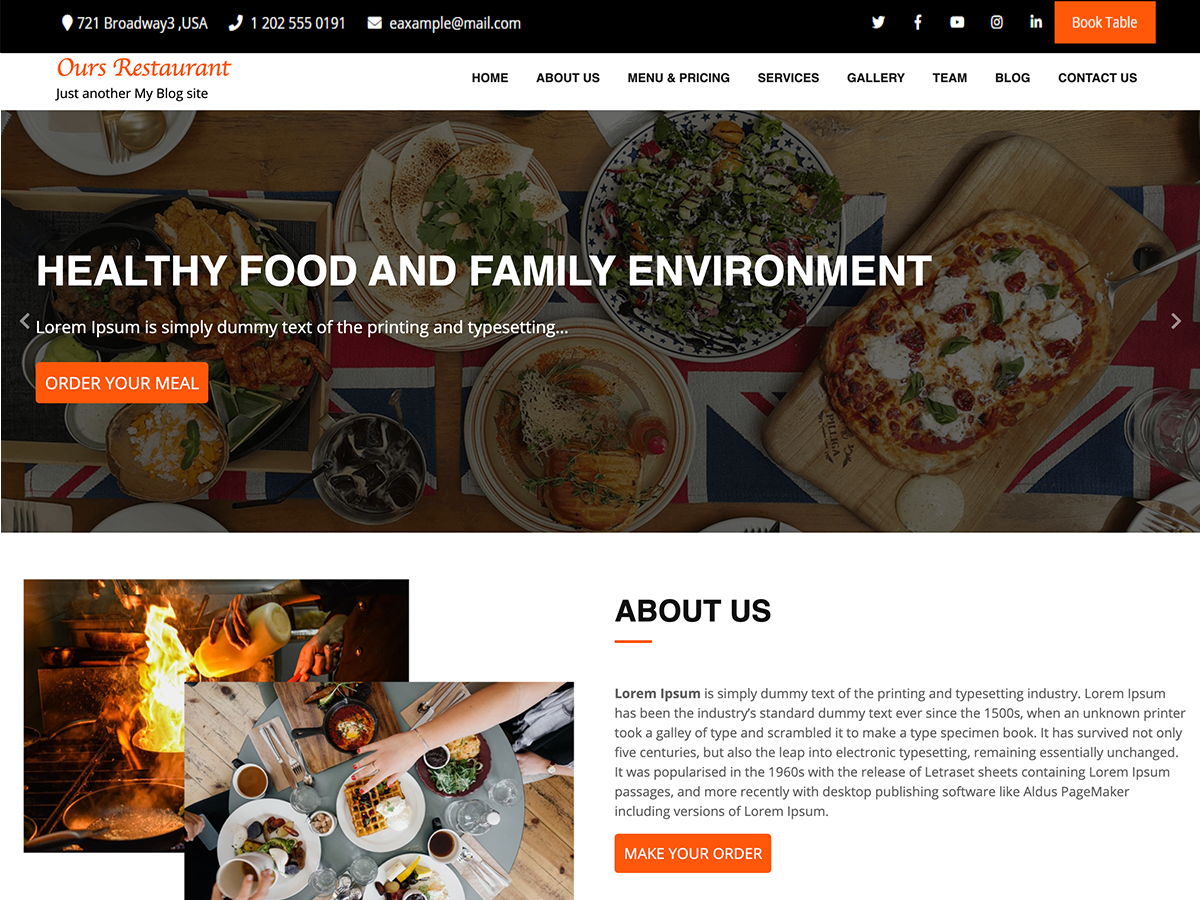 721 Broadway3 ,USA 1 202 555 0191 eaxample@mail.com Book Table
Ours Restaurant
Just another My Blog site
HOME ABOUT US MENU & PRICING SERVICES GALLERY TEAM BLOG CONTACT US
HEALTHY FOOD AND FAMILY ENVIRONMENT
Lorem Ipsum is simply dummy text of the printing and typesetting...
ORDER YOUR MEAL
ABOUT US
Lorem Ipsum is simply dummy text of the printing and typesetting industry. Lorem Ipsum
has been the industry’s standard dummy text ever since the 1500s, when an unknown printer
took a galley of type and scrambled it to make a type specimen book. It has survived not only
five centuries, but also the leap into electronic typesetting, remaining essentially unchanged.
It was popularised in the 1960s with the release of Letraset sheets containing Lorem Ipsum
passages, and more recently with desktop publishing software like Aldus PageMaker
including versions of Lorem Ipsum.
MAKE YOUR ORDER